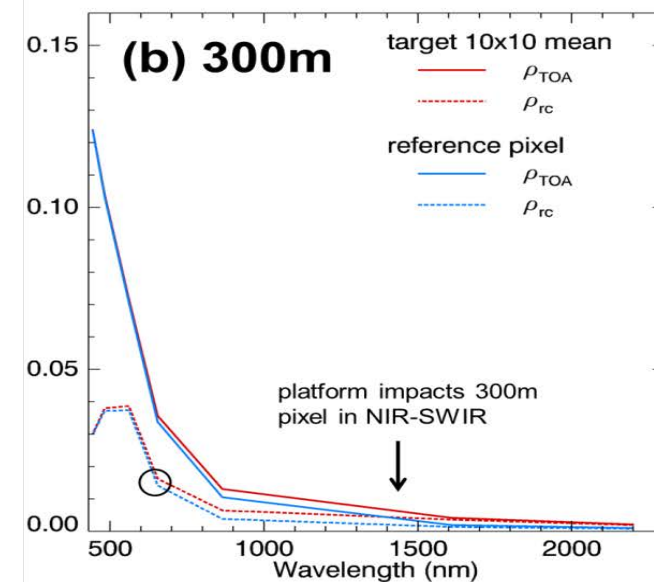 (b) 300m
target 10x10 mean
ρTOA
ρrc
reference pixel
ρTOA
ρrc
platform impacts 300m
pixel in NIR-SWIR
0.15
0.10
0.05
0.00
500 1000 1500 2000
Wavelength (nm)